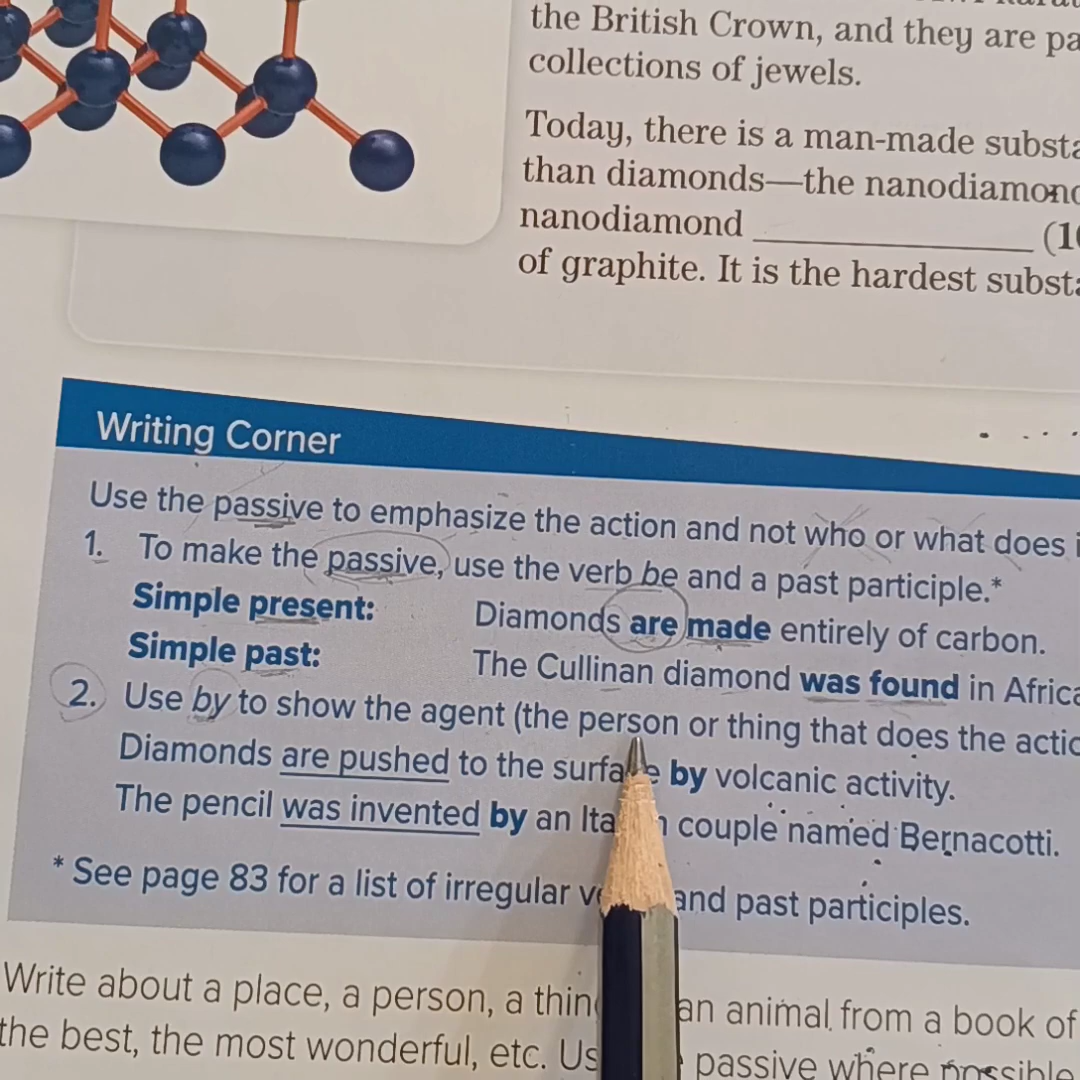 the British Crown, and they are pa
collections of jewels.
Today, there is a man-made substa
than diamonds—the nanodiamond
nanodiamond ____________ (10
of graphite. It is the hardest substa
Writing Corner
Use the passive to emphasize the action and not who or what does i
1. To make the passive, use the verb be and a past participle.*
Simple present: Diamonds are made entirely of carbon.
Simple past: The Cullinan diamond was found in Africa
2. Use by to show the agent (the person or thing that does the actio
Diamonds are pushed to the surface by volcanic activity.
The pencil was invented by an Italian couple named Bernacotti.
* See page 83 for a list of irregular and past participles.
Write about a place, a person, a thing an animal from a book of
the best, the most wonderful, etc. Us passive where possible